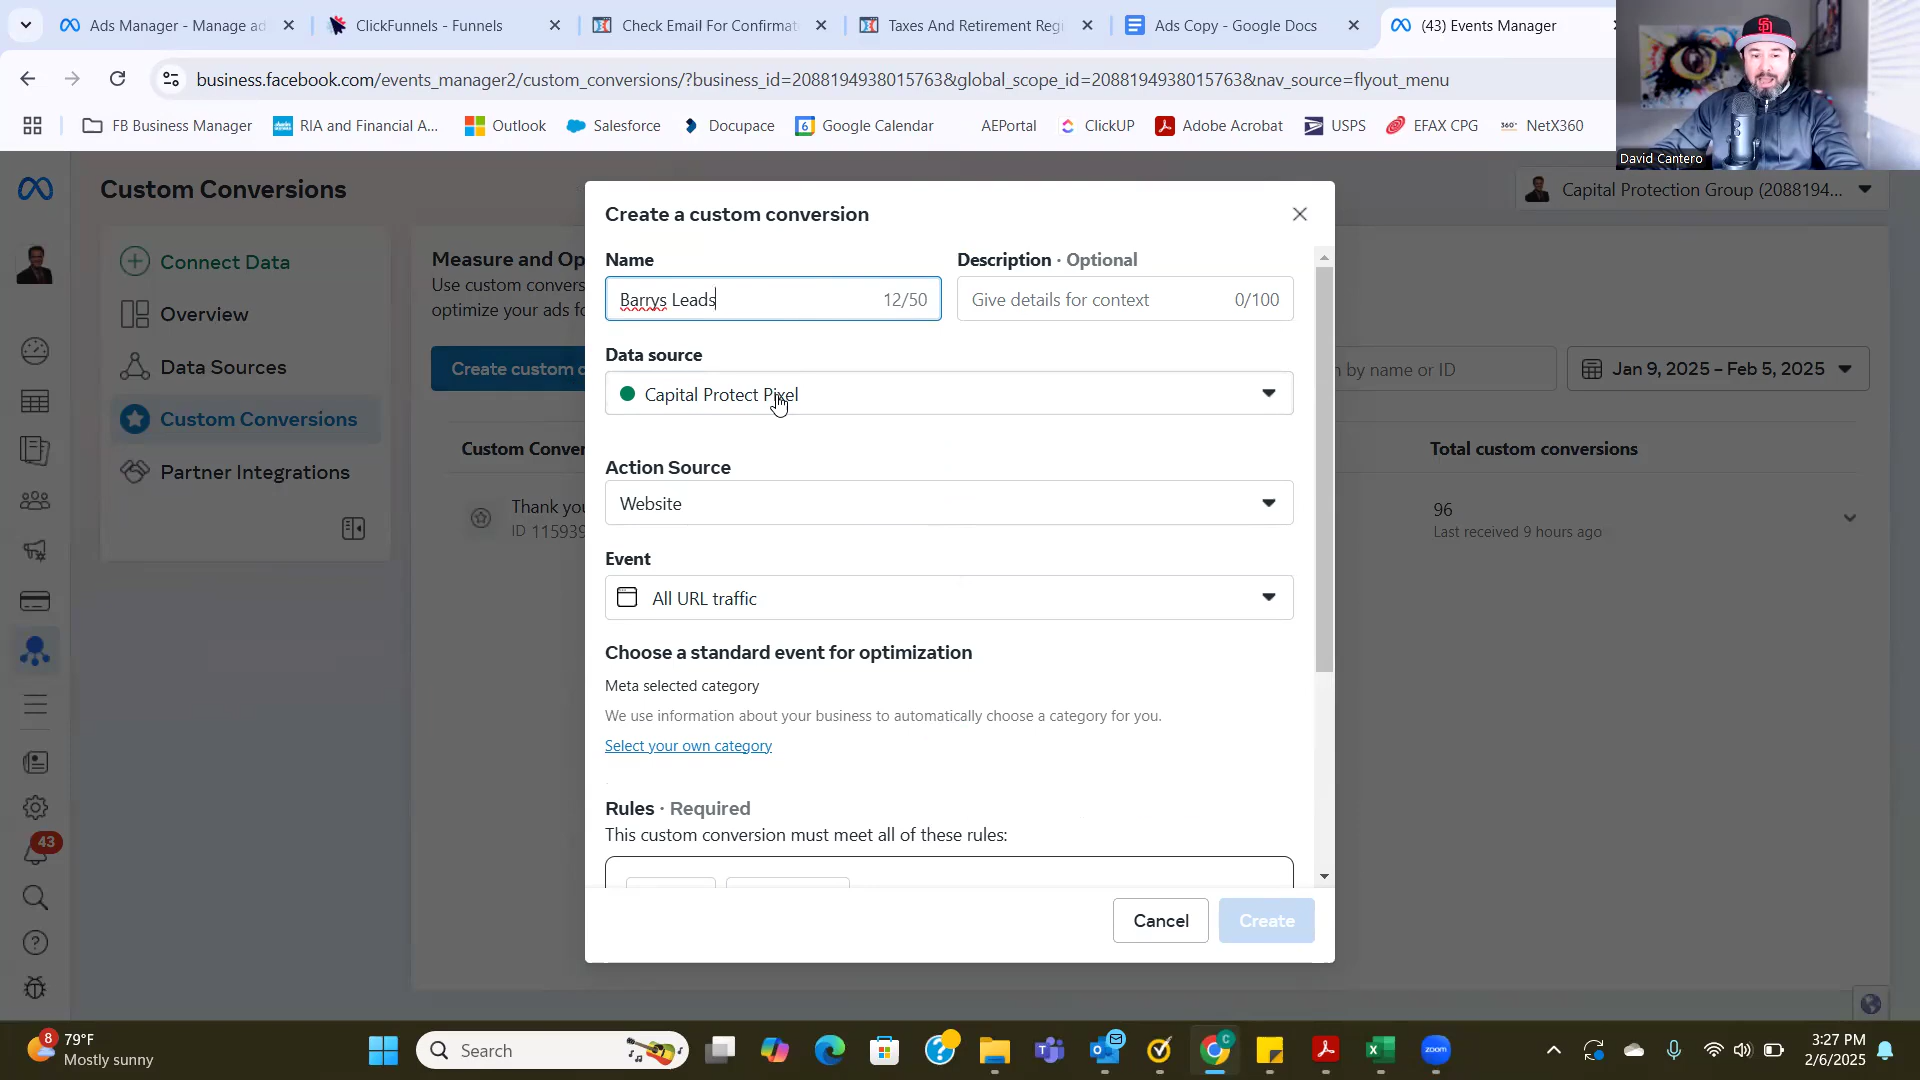 Ads Manager - Manage ad
ClickFunnels - Funnels
Check Email For Confirmat
Taxes And Retirement Reg
Ads Copy - Google Docs
(43) Events Manager
business.facebook.com/events_manager2/custom_conversions/?business_id=2088194938015763&global_scope_id=2088194938015763&nav_source=flyout_menu
FB Business Manager
RIA and Financial A...
Outlook
Salesforce
Docupace
6
Google Calendar
AEPortal
ClickUP
Adobe Acrobat
USPS
EFAX CPG
360°
NetX360
David Cantero
Custom Conversions
Capital Protection Group (2088194...
Connect Data
Overview
Data Sources
Custom Conversions
Partner Integrations
Measure and Op
Use custom convers
optimize your ads fo
Create custom c
n by name or ID
Jan 9, 2025 – Feb 5, 2025
Custom Conver
Total custom conversions
Thank you
ID 115939
96
Last received 9 hours ago
Create a custom conversion
Name
Description · Optional
Barrys Leads
12/50
Give details for context
0/100
Data source
Capital Protect Pixel
Action Source
Website
Event
All URL traffic
Choose a standard event for optimization
Meta selected category
We use information about your business to automatically choose a category for you.
Select your own category
Rules · Required
This custom conversion must meet all of these rules:
Cancel
Create
43
8
79°F
Mostly sunny
Search
zoom
3:27 PM
2/6/2025